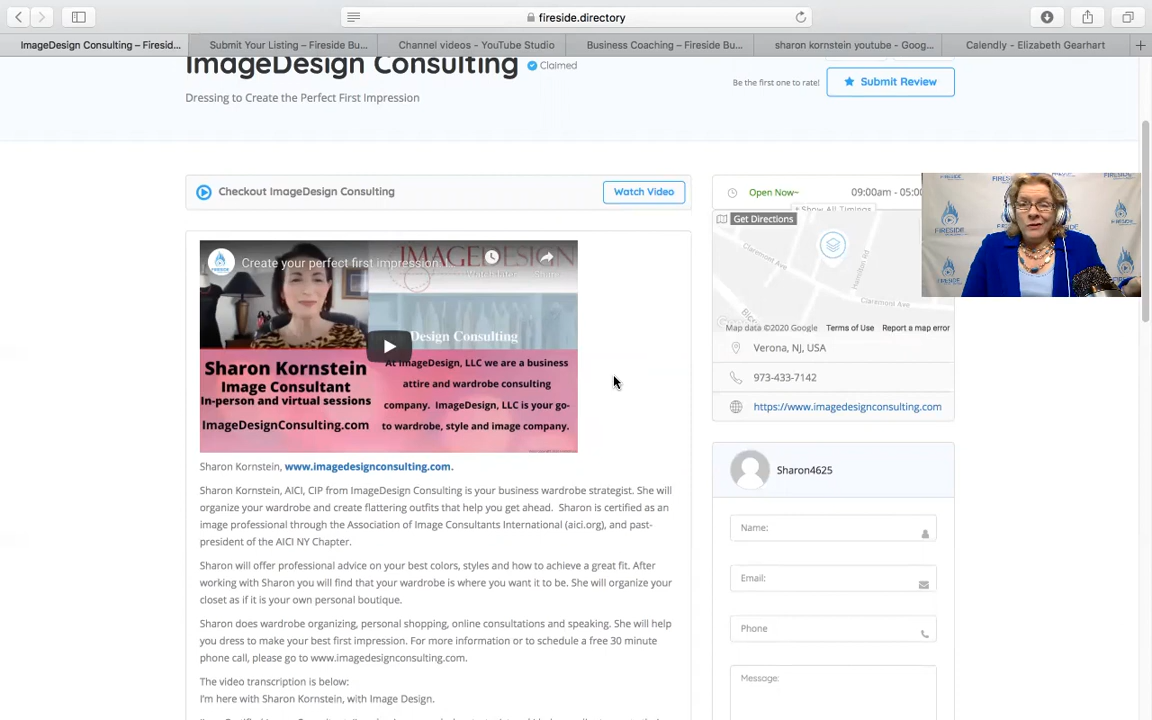 fireside.directory
ImageDesign Consulting – Firesid...
Submit Your Listing – Fireside Bu...
Channel videos - YouTube Studio
Business Coaching – Fireside Bu...
sharon kornstein youtube - Goog...
Calendly - Elizabeth Gearhart
ImageDesign Consulting
Claimed
Dressing to Create the Perfect First Impression
Be the first one to rate!
Submit Review
Checkout ImageDesign Consulting
Watch Video
Open Now~
09:00am - 05:00
Show All Timings
Get Directions
FIRESIDE
Create your perfect first impression
IMAGEDESIGN
Design Consulting
Sharon Kornstein
Image Consultant
In-person and virtual sessions
ImageDesignConsulting.com
At ImageDesign, LLC we are a business
attire and wardrobe consulting
company. ImageDesign, LLC is your go-
to wardrobe, style and image company.
Claremont Ave
Hamilton Rd
Claremont Ave
Map data ©2020 Google
Terms of Use
Report a map error
Verona, NJ, USA
973-433-7142
https://www.imagedesignconsulting.com
Sharon4625
Name:
Email:
Phone
Message:
Sharon Kornstein, www.imagedesignconsulting.com.
Sharon Kornstein, AICI, CIP from ImageDesign Consulting is your business wardrobe strategist. She will
organize your wardrobe and create flattering outfits that help you get ahead. Sharon is certified as an
image professional through the Association of Image Consultants International (aici.org), and past-
president of the AICI NY Chapter.
Sharon will offer professional advice on your best colors, styles and how to achieve a great fit. After
working with Sharon you will find that your wardrobe is where you want it to be. She will organize your
closet as if it is your own personal boutique.
Sharon does wardrobe organizing, personal shopping, online consultations and speaking. She will help
you dress to make your best first impression. For more information or to schedule a free 30 minute
phone call, please go to www.imagedesignconsulting.com.
The video transcription is below:
I'm here with Sharon Kornstein, with Image Design.